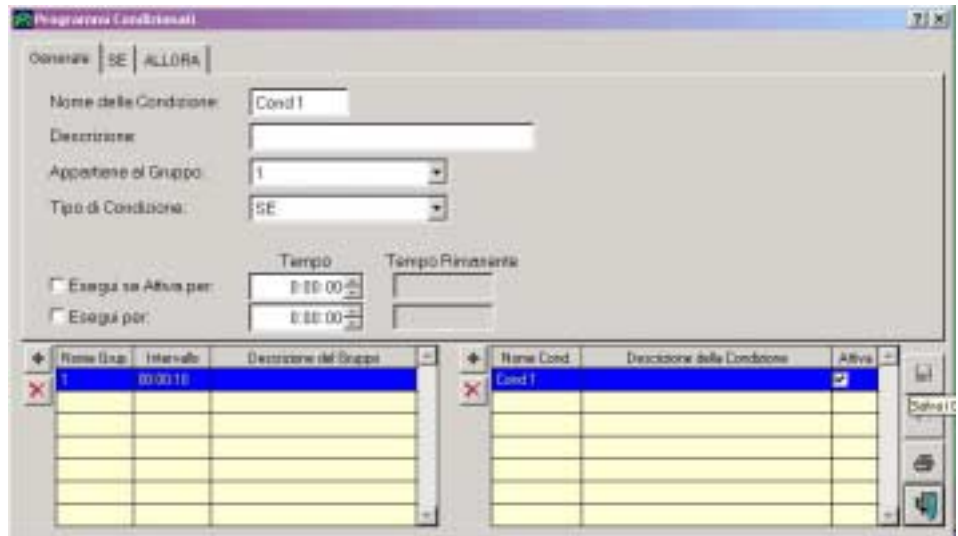 Programmi Condizionati
Generale SE ALLORA
Nome della Condizione: Cond1
Descrizione:
Appartiene al Gruppo: 1
Tipo di Condizione: SE
Tempo Tempo Rimanente
Esegui se Attiva per: 0:00:00
Esegui per: 0:00:00
Nome Grup Intervallo Descrizione del Gruppo
1 00:00:10
Nome Cond. Descrizione della Condizione Attiva
Cond1
Salva i